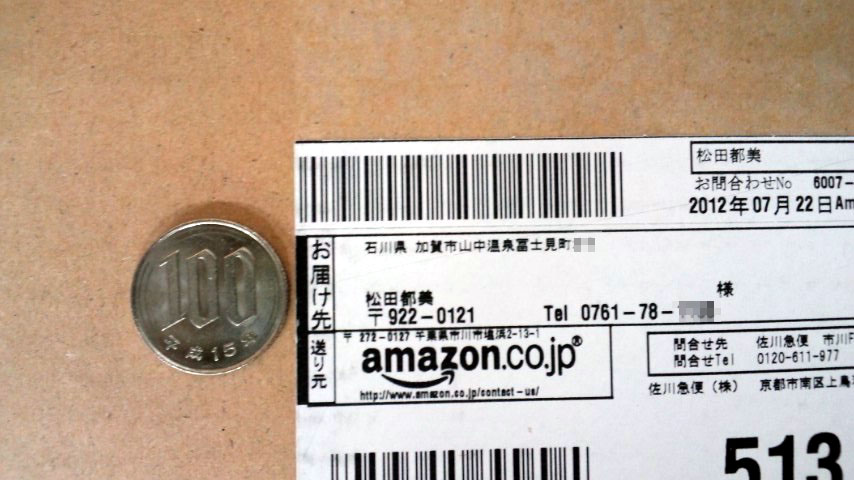 100
平成15年
松田都美
お問合わせNo 6007-
2012年07月22日Am
お届け先
石川県 加賀市山中温泉冨士見町
様
松田都美
〒922-0121 Tel 0761-78-
送り元
〒 272-0127 千葉県市川市塩浜2-13-1
amazon.co.jp®
http://www.amazon.co.jp/contact-us/
問合せ先 佐川急便 市川
問合せTel 0120-611-977
佐川急便（株） 京都市南区上鳥
513